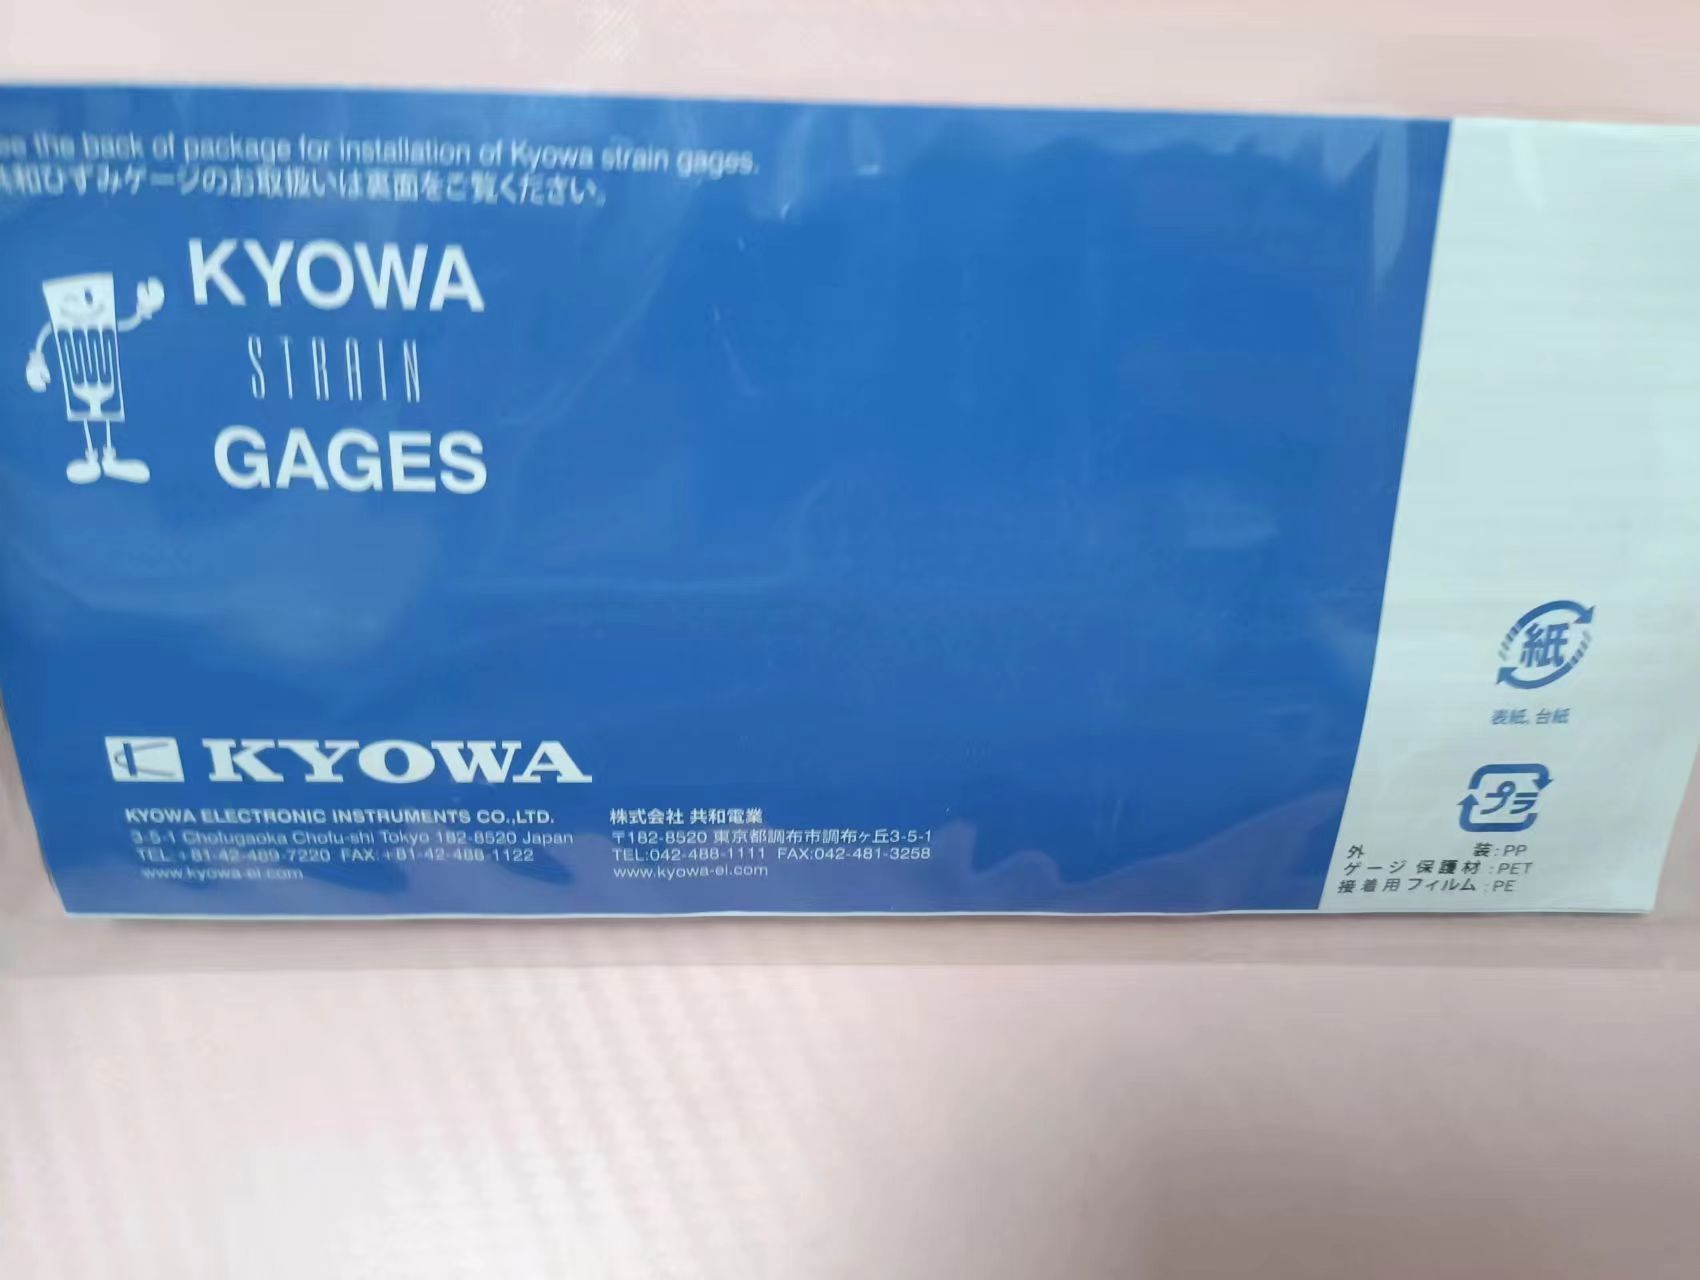 the back of package for installation of Kyowa strain gages.
共和ひずみゲージのお取扱いは裏面をご覧ください。
KYOWA
STRAIN
GAGES
KYOWA
KYOWA ELECTRONIC INSTRUMENTS CO.,LTD.
3-5-1 Chofugaoka Chofu-shi Tokyo 182-8520 Japan
TEL +81-42-489-7220 FAX:+81-42-488-1122
www.kyowa-ei.com
株式会社 共和電業
〒182-8520 東京都調布市調布ヶ丘3-5-1
TEL:042-488-1111 FAX:042-481-3258
www.kyowa-ei.com
紙
表紙, 台紙
プラ
外装:PP
ゲージ保護材:PET
接着用フィルム:PE